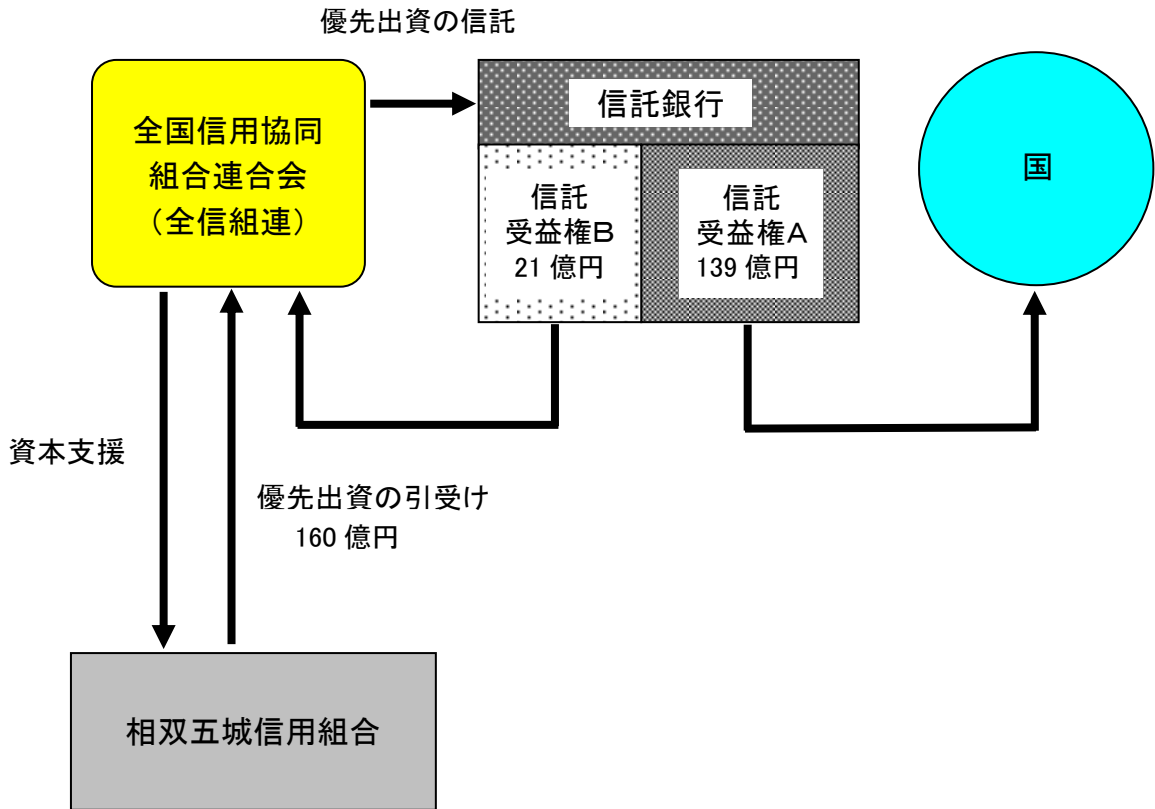 優先出資の信託
全国信用協同
組合連合会
（全信組連）
信託銀行
信託
受益権Ｂ
21 億円
信託
受益権Ａ
139 億円
国
資本支援
優先出資の引受け
160 億円
相双五城信用組合